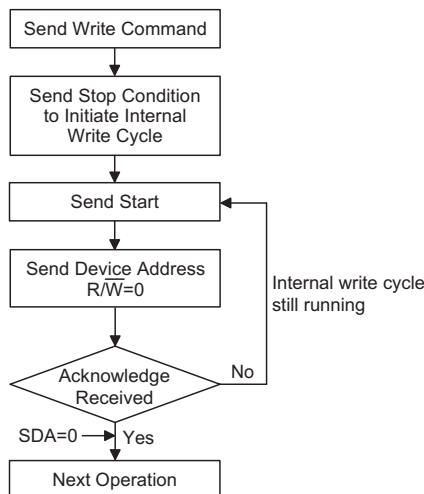 Send Write Command
Send Stop Condition
to Initiate Internal
Write Cycle
Send Start
Send Device Address
R/W̅=0
Internal write cycle
still running
Acknowledge
Received
No
SDA=0
Yes
Next Operation